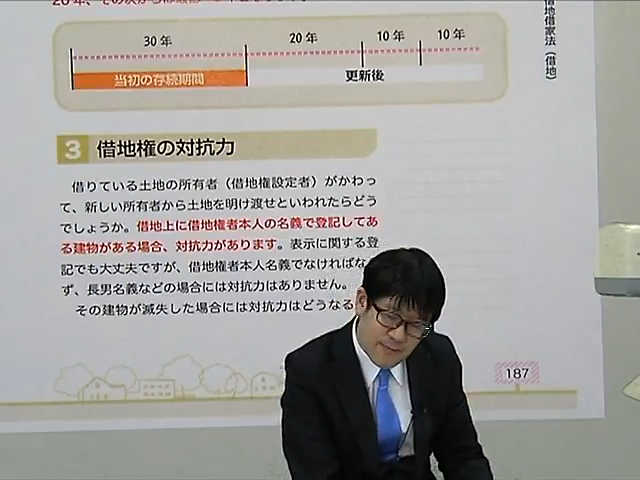 30年 20年 10年 10年
当初の存続期間 更新後
借地借家法（借地）
3 借地権の対抗力
借りている土地の所有者（借地権設定者）がかわっ
て、新しい所有者から土地を明け渡せといわれたらどう
でしょうか。借地上に借地権者本人の名義で登記してあ
る建物がある場合、対抗力があります。表示に関する登
記でも大丈夫ですが、借地権者本人名義でなければな
ず、長男名義などの場合には対抗力はありません。
その建物が滅失した場合には対抗力はどうなる
187